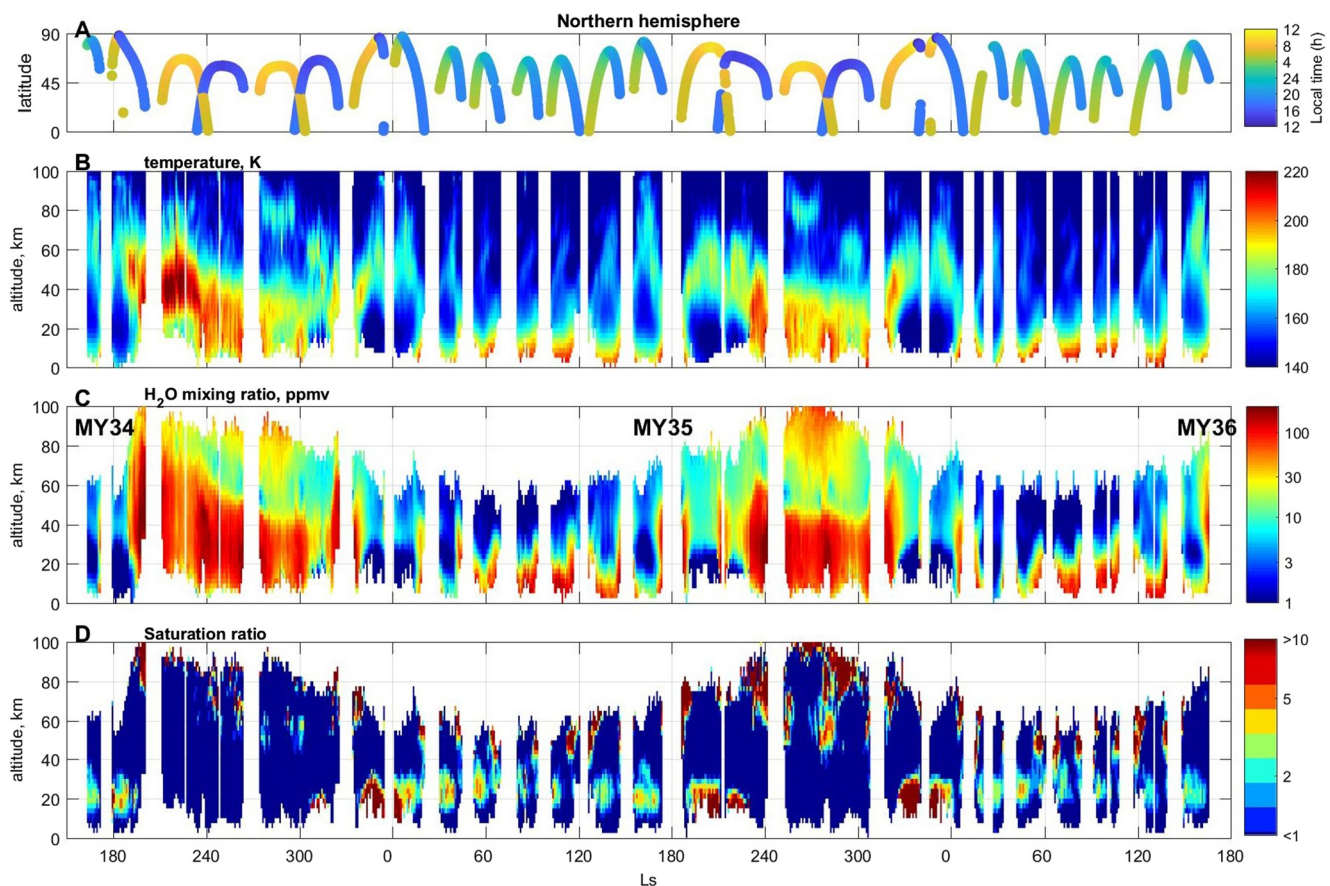 Northern hemisphere
A
90
45
0
latitude
12
8
4
24
20
16
12
Local time (h)
B
temperature, K
100
80
60
40
20
0
altitude, km
220
200
180
160
140
C
H₂O mixing ratio, ppmv
100
80
60
40
20
0
altitude, km
MY34
MY35
MY36
100
30
10
3
1
D
Saturation ratio
100
80
60
40
20
0
altitude, km
>10
5
2
<1
180 240 300 0 60 120 180 240 300 0 60 120 180
Ls